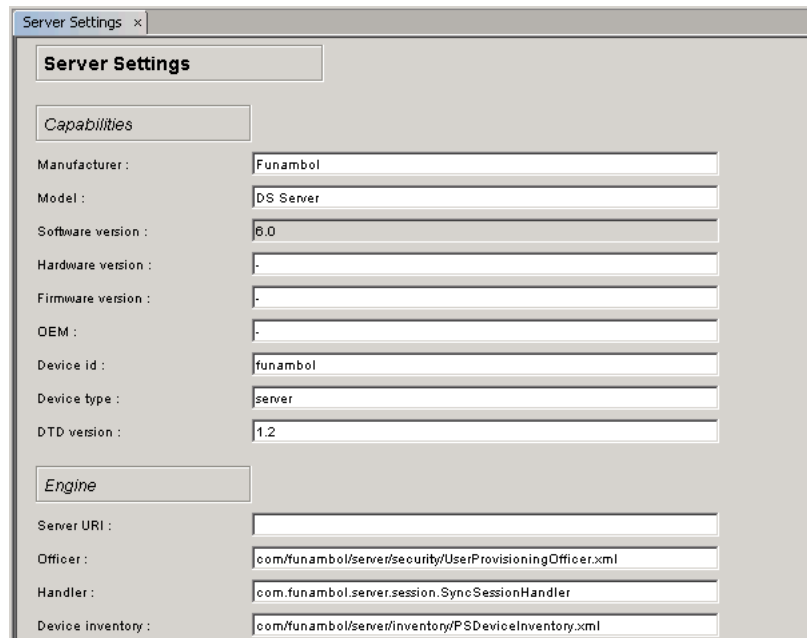 Server Settings ×
Server Settings
Capabilities
Manufacturer : Funambol
Model : DS Server
Software version : 6.0
Hardware version : -
Firmware version : -
OEM : -
Device id : funambol
Device type : server
DTD version : 1.2
Engine
Server URI :
Officer : com/funambol/server/security/UserProvisioningOfficer.xml
Handler : com.funambol.server.session.SyncSessionHandler
Device inventory : com/funambol/server/inventory/PSDeviceInventory.xml